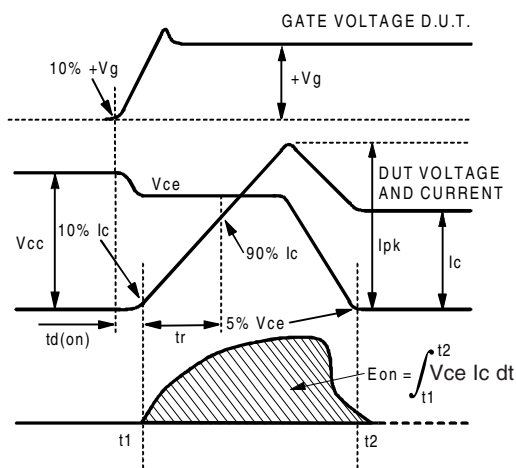 GATE VOLTAGE D.U.T.
10% +Vg
+Vg
Vce
DUT VOLTAGE
AND CURRENT
10% Ic
Vcc
90% Ic
Ipk
Ic
td(on)
tr
5% Vce
Eon = ∫ Vce Ic dt
t2
t1
t1
t2